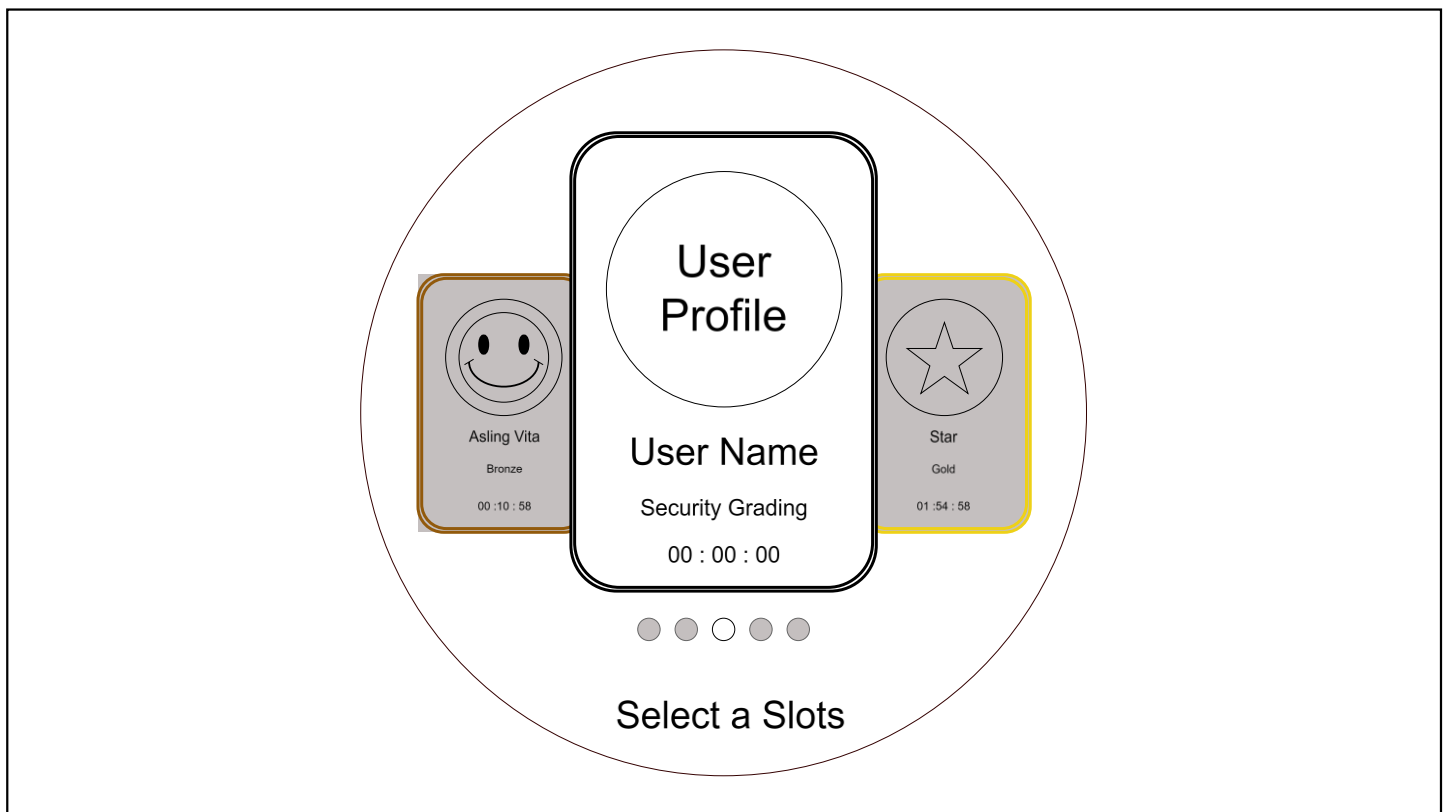 User
Profile
User Name
Security Grading
00 : 00 : 00
Asling Vita
Bronze
00 :10 : 58
Star
Gold
01 :54 : 58
Select a Slots